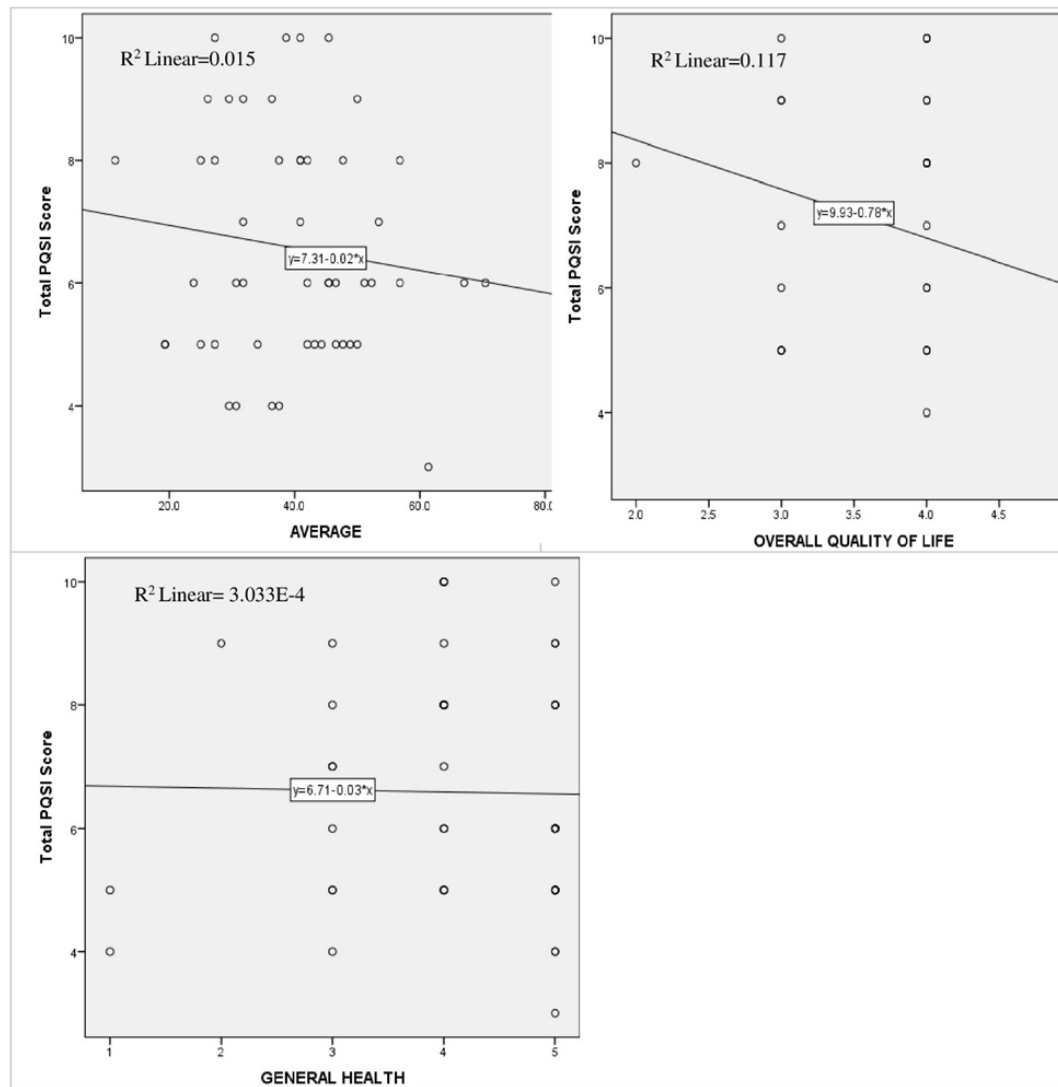 R² Linear=0.015
Total PQSI Score
10
8
6
4
y=7.31-0.02*x
20.0
40.0
60.0
80.0
AVERAGE
R² Linear=0.117
Total PQSI Score
10
8
6
4
y=9.93-0.78*x
2.0
2.5
3.0
3.5
4.0
4.5
OVERALL QUALITY OF LIFE
R² Linear= 3.033E-4
Total PQSI Score
10
8
6
4
y=6.71-0.03*x
1
2
3
4
5
GENERAL HEALTH